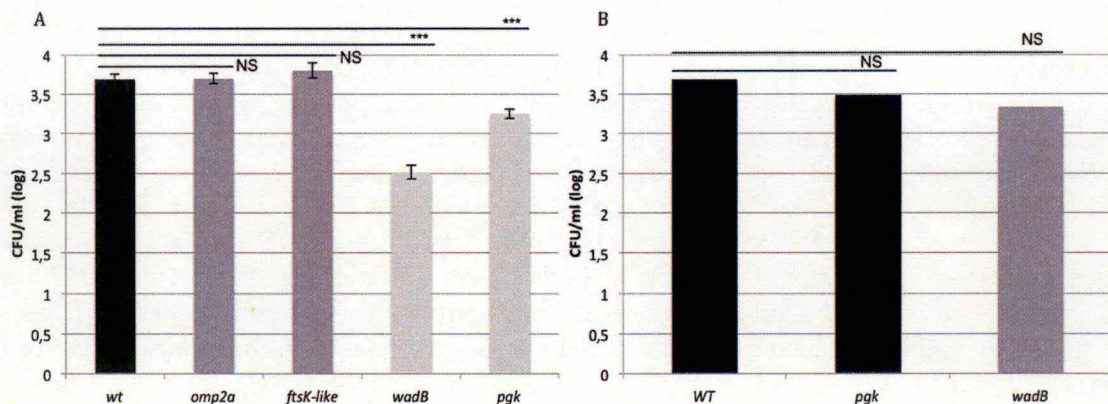 A
***
***
NS
NS
CFU/ml (log)
4
3,5
3
2,5
2
1,5
1
0,5
0
wt
omp2a
ftsK-like
wadB
pgk
B
NS
NS
CFU/ml (log)
4
3,5
3
2,5
2
1,5
1
0,5
0
WT
pgk
wadB